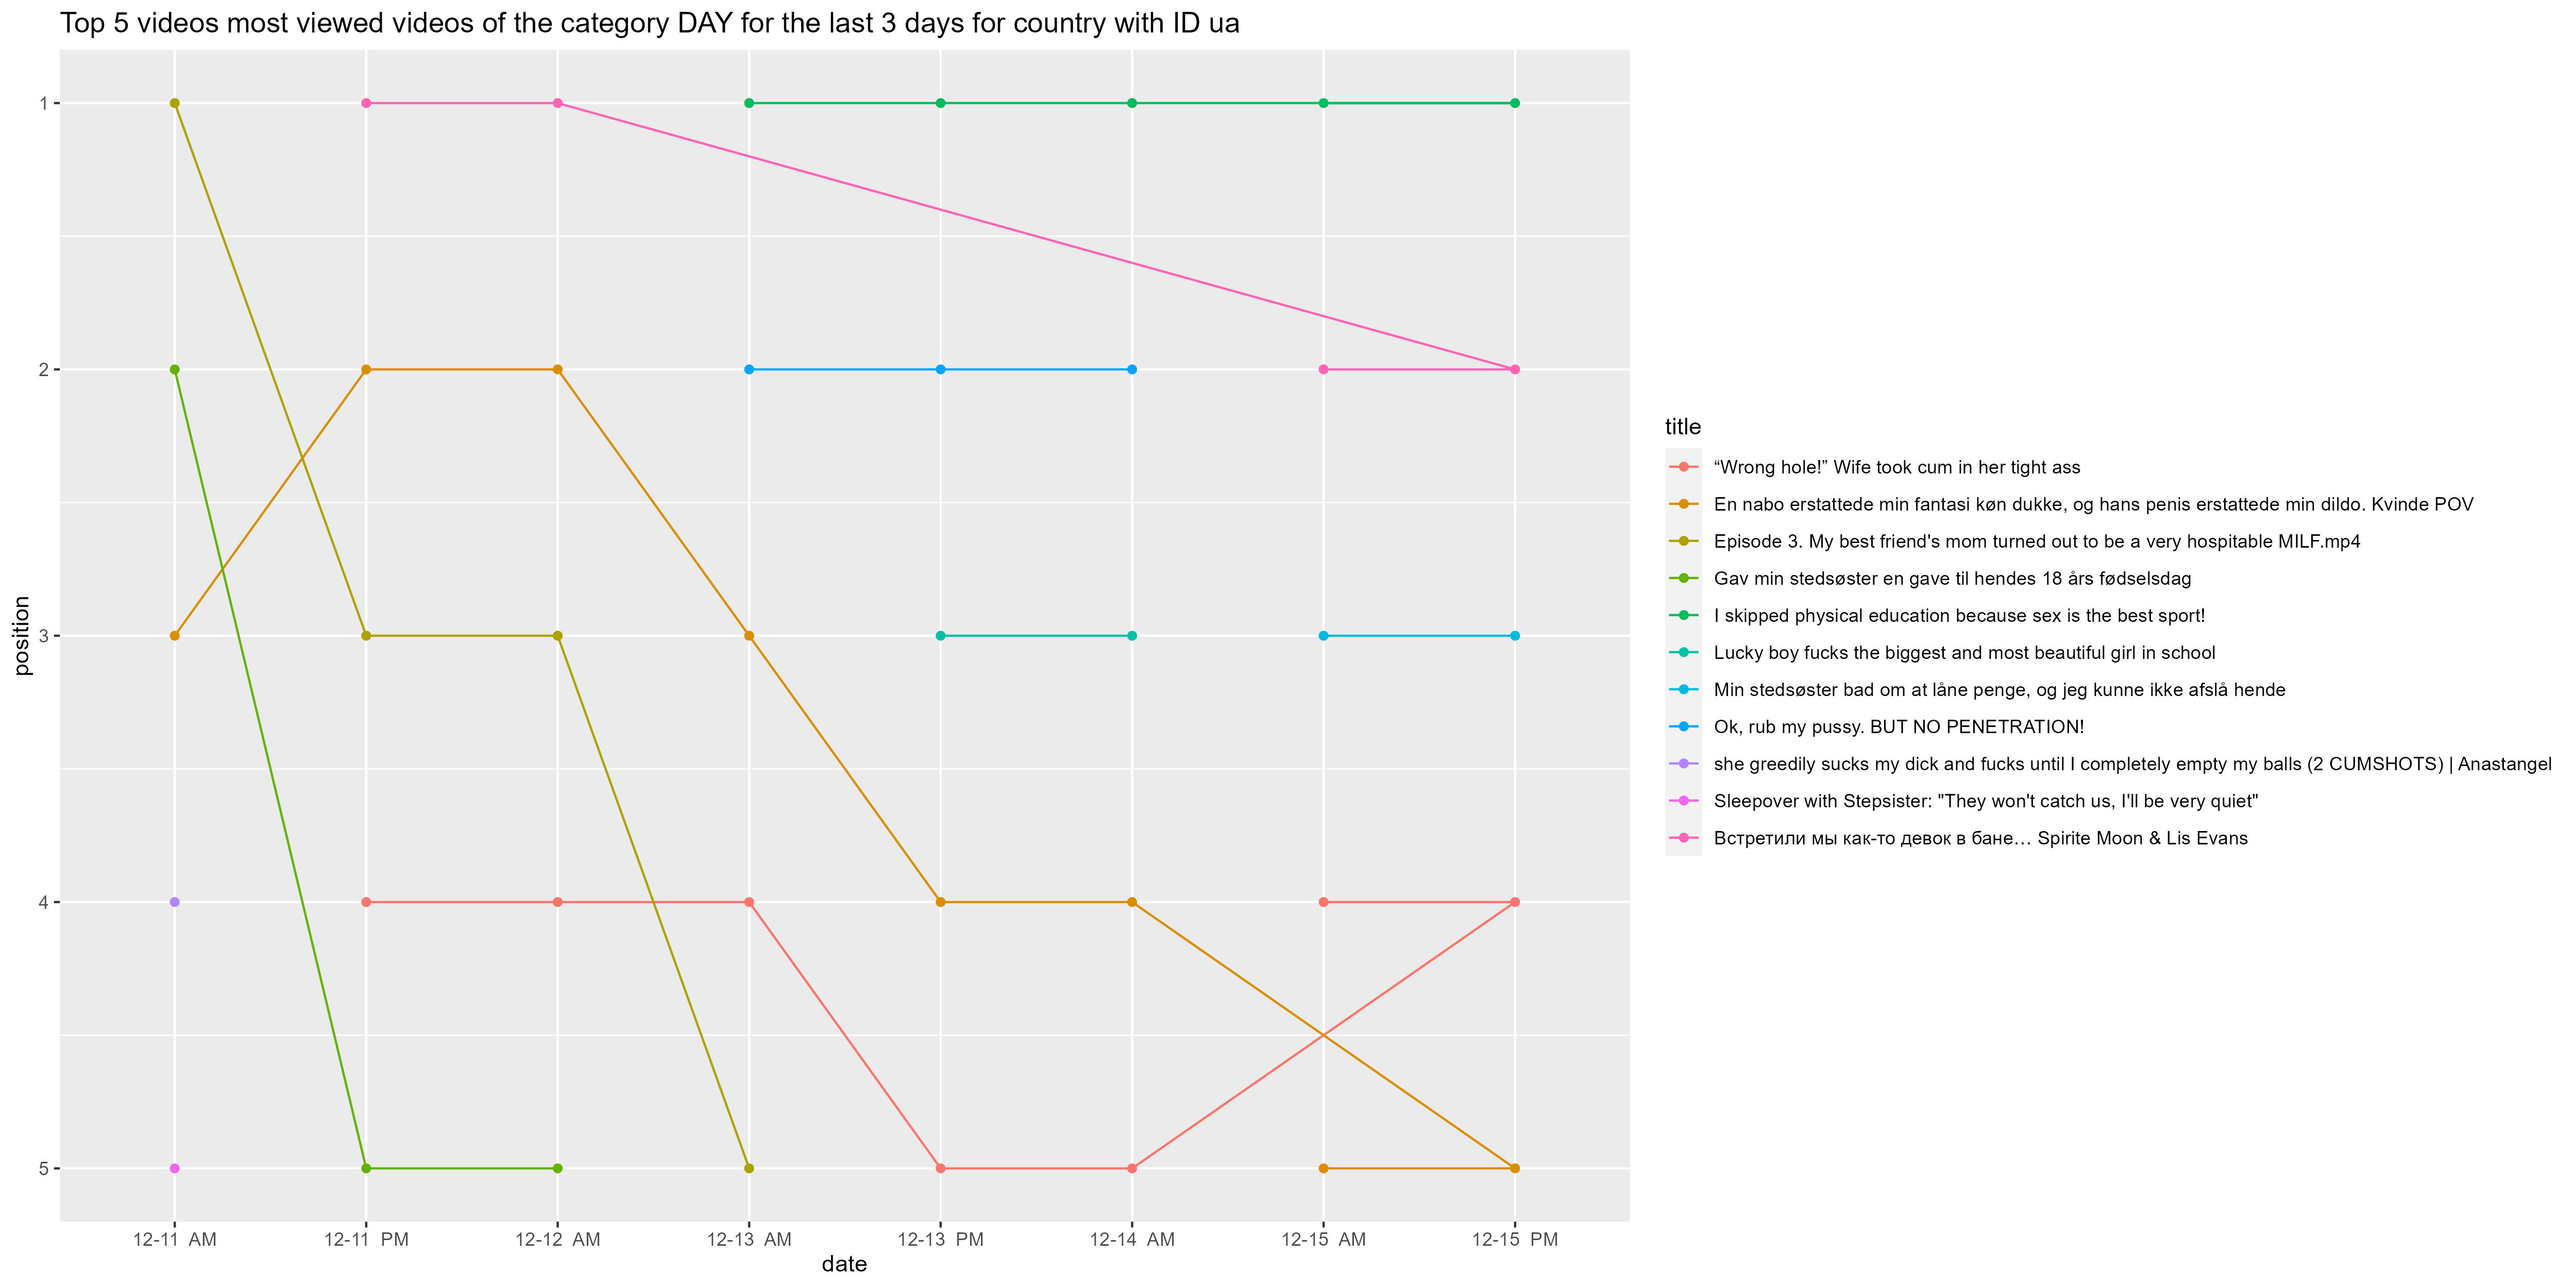 Top 5 videos most viewed videos of the category DAY for the last 3 days for country with ID ua
position
1
2
3
4
5
12-11 AM
12-11 PM
12-12 AM
12-13 AM
12-13 PM
12-14 AM
12-15 AM
12-15 PM
date
title
“Wrong hole!” Wife took cum in her tight ass
En nabo erstattede min fantasi køn dukke, og hans penis erstattede min dildo. Kvinde POV
Episode 3. My best friend's mom turned out to be a very hospitable MILF.mp4
Gav min stedsøster en gave til hendes 18 års fødselsdag
I skipped physical education because sex is the best sport!
Lucky boy fucks the biggest and most beautiful girl in school
Min stedsøster bad om at låne penge, og jeg kunne ikke afslå hende
Ok, rub my pussy. BUT NO PENETRATION!
she greedily sucks my dick and fucks until I completely empty my balls (2 CUMSHOTS) | Anastangel
Sleepover with Stepsister: "They won't catch us, I'll be very quiet"
Встретили мы как-то девок в бане… Spirite Moon & Lis Evans